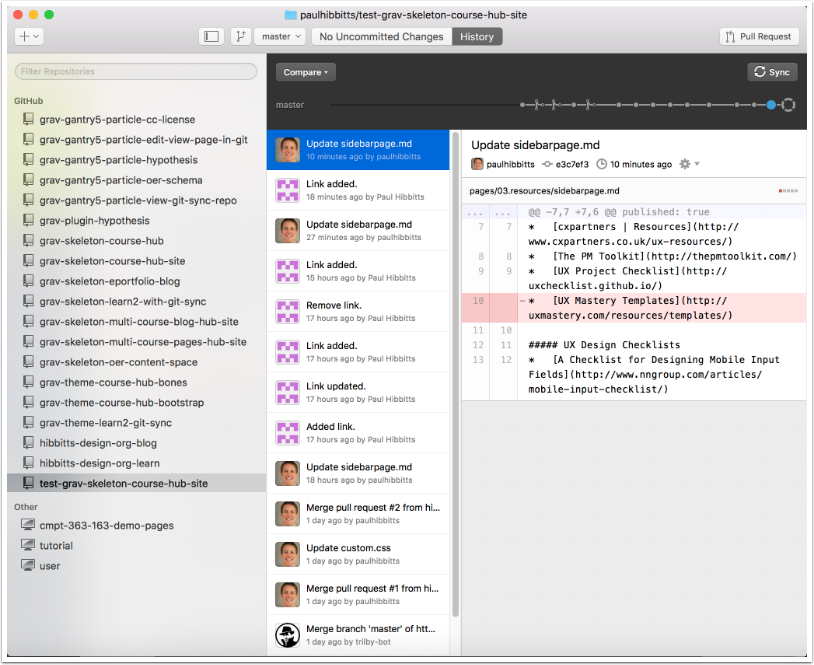 paulhibbitts/test-grav-skeleton-course-hub-site
master
No Uncommitted Changes
History
Pull Request
Filter Repositories
GitHub
grav-gantry5-particle-cc-license
grav-gantry5-particle-edit-view-page-in-git
grav-gantry5-particle-hypothesis
grav-gantry5-particle-oer-schema
grav-gantry5-particle-view-git-sync-repo
grav-plugin-hypothesis
grav-skeleton-course-hub
grav-skeleton-course-hub-site
grav-skeleton-eportfolio-blog
grav-skeleton-learn2-with-git-sync
grav-skeleton-multi-course-blog-hub-site
grav-skeleton-multi-course-pages-hub-site
grav-skeleton-oer-content-space
grav-theme-course-hub-bones
grav-theme-course-hub-bootstrap
grav-theme-learn2-git-sync
hibbitts-design-org-blog
hibbitts-design-org-learn
test-grav-skeleton-course-hub-site
Other
cmpt-363-163-demo-pages
tutorial
user
Compare
Sync
master
Update sidebarpage.md
10 minutes ago by paulhibbitts
Link added.
18 minutes ago by Paul Hibbitts
Update sidebarpage.md
27 minutes ago by paulhibbitts
Link added.
15 hours ago by Paul Hibbitts
Remove link.
17 hours ago by Paul Hibbitts
Link added.
17 hours ago by Paul Hibbitts
Link updated.
17 hours ago by Paul Hibbitts
Added link.
17 hours ago by Paul Hibbitts
Update sidebarpage.md
18 hours ago by paulhibbitts
Merge pull request #2 from hi...
1 day ago by paulhibbitts
Update custom.css
1 day ago by paulhibbitts
Merge pull request #1 from hi...
1 day ago by paulhibbitts
Merge branch 'master' of htt...
1 day ago by trilby-bot
Update sidebarpage.md
paulhibbitts e3c7ef3 10 minutes ago
pages/03.resources/sidebarpage.md
... ... @@ -7,7 +7,6 @@ published: true
7 7 * [cxpartners | Resources](http://
www.cxpartners.co.uk/ux-resources/)
8 8 * [The PM Toolkit](http://thepmtoolkit.com/)
9 9 * [UX Project Checklist](http://
uxchecklist.github.io/)
10 -* [UX Mastery Templates](http://
uxmastery.com/resources/templates/)
11 10
12 11 ##### UX Design Checklists
13 12 * [A Checklist for Designing Mobile Input
Fields](http://www.nngroup.com/articles/
mobile-input-checklist/)